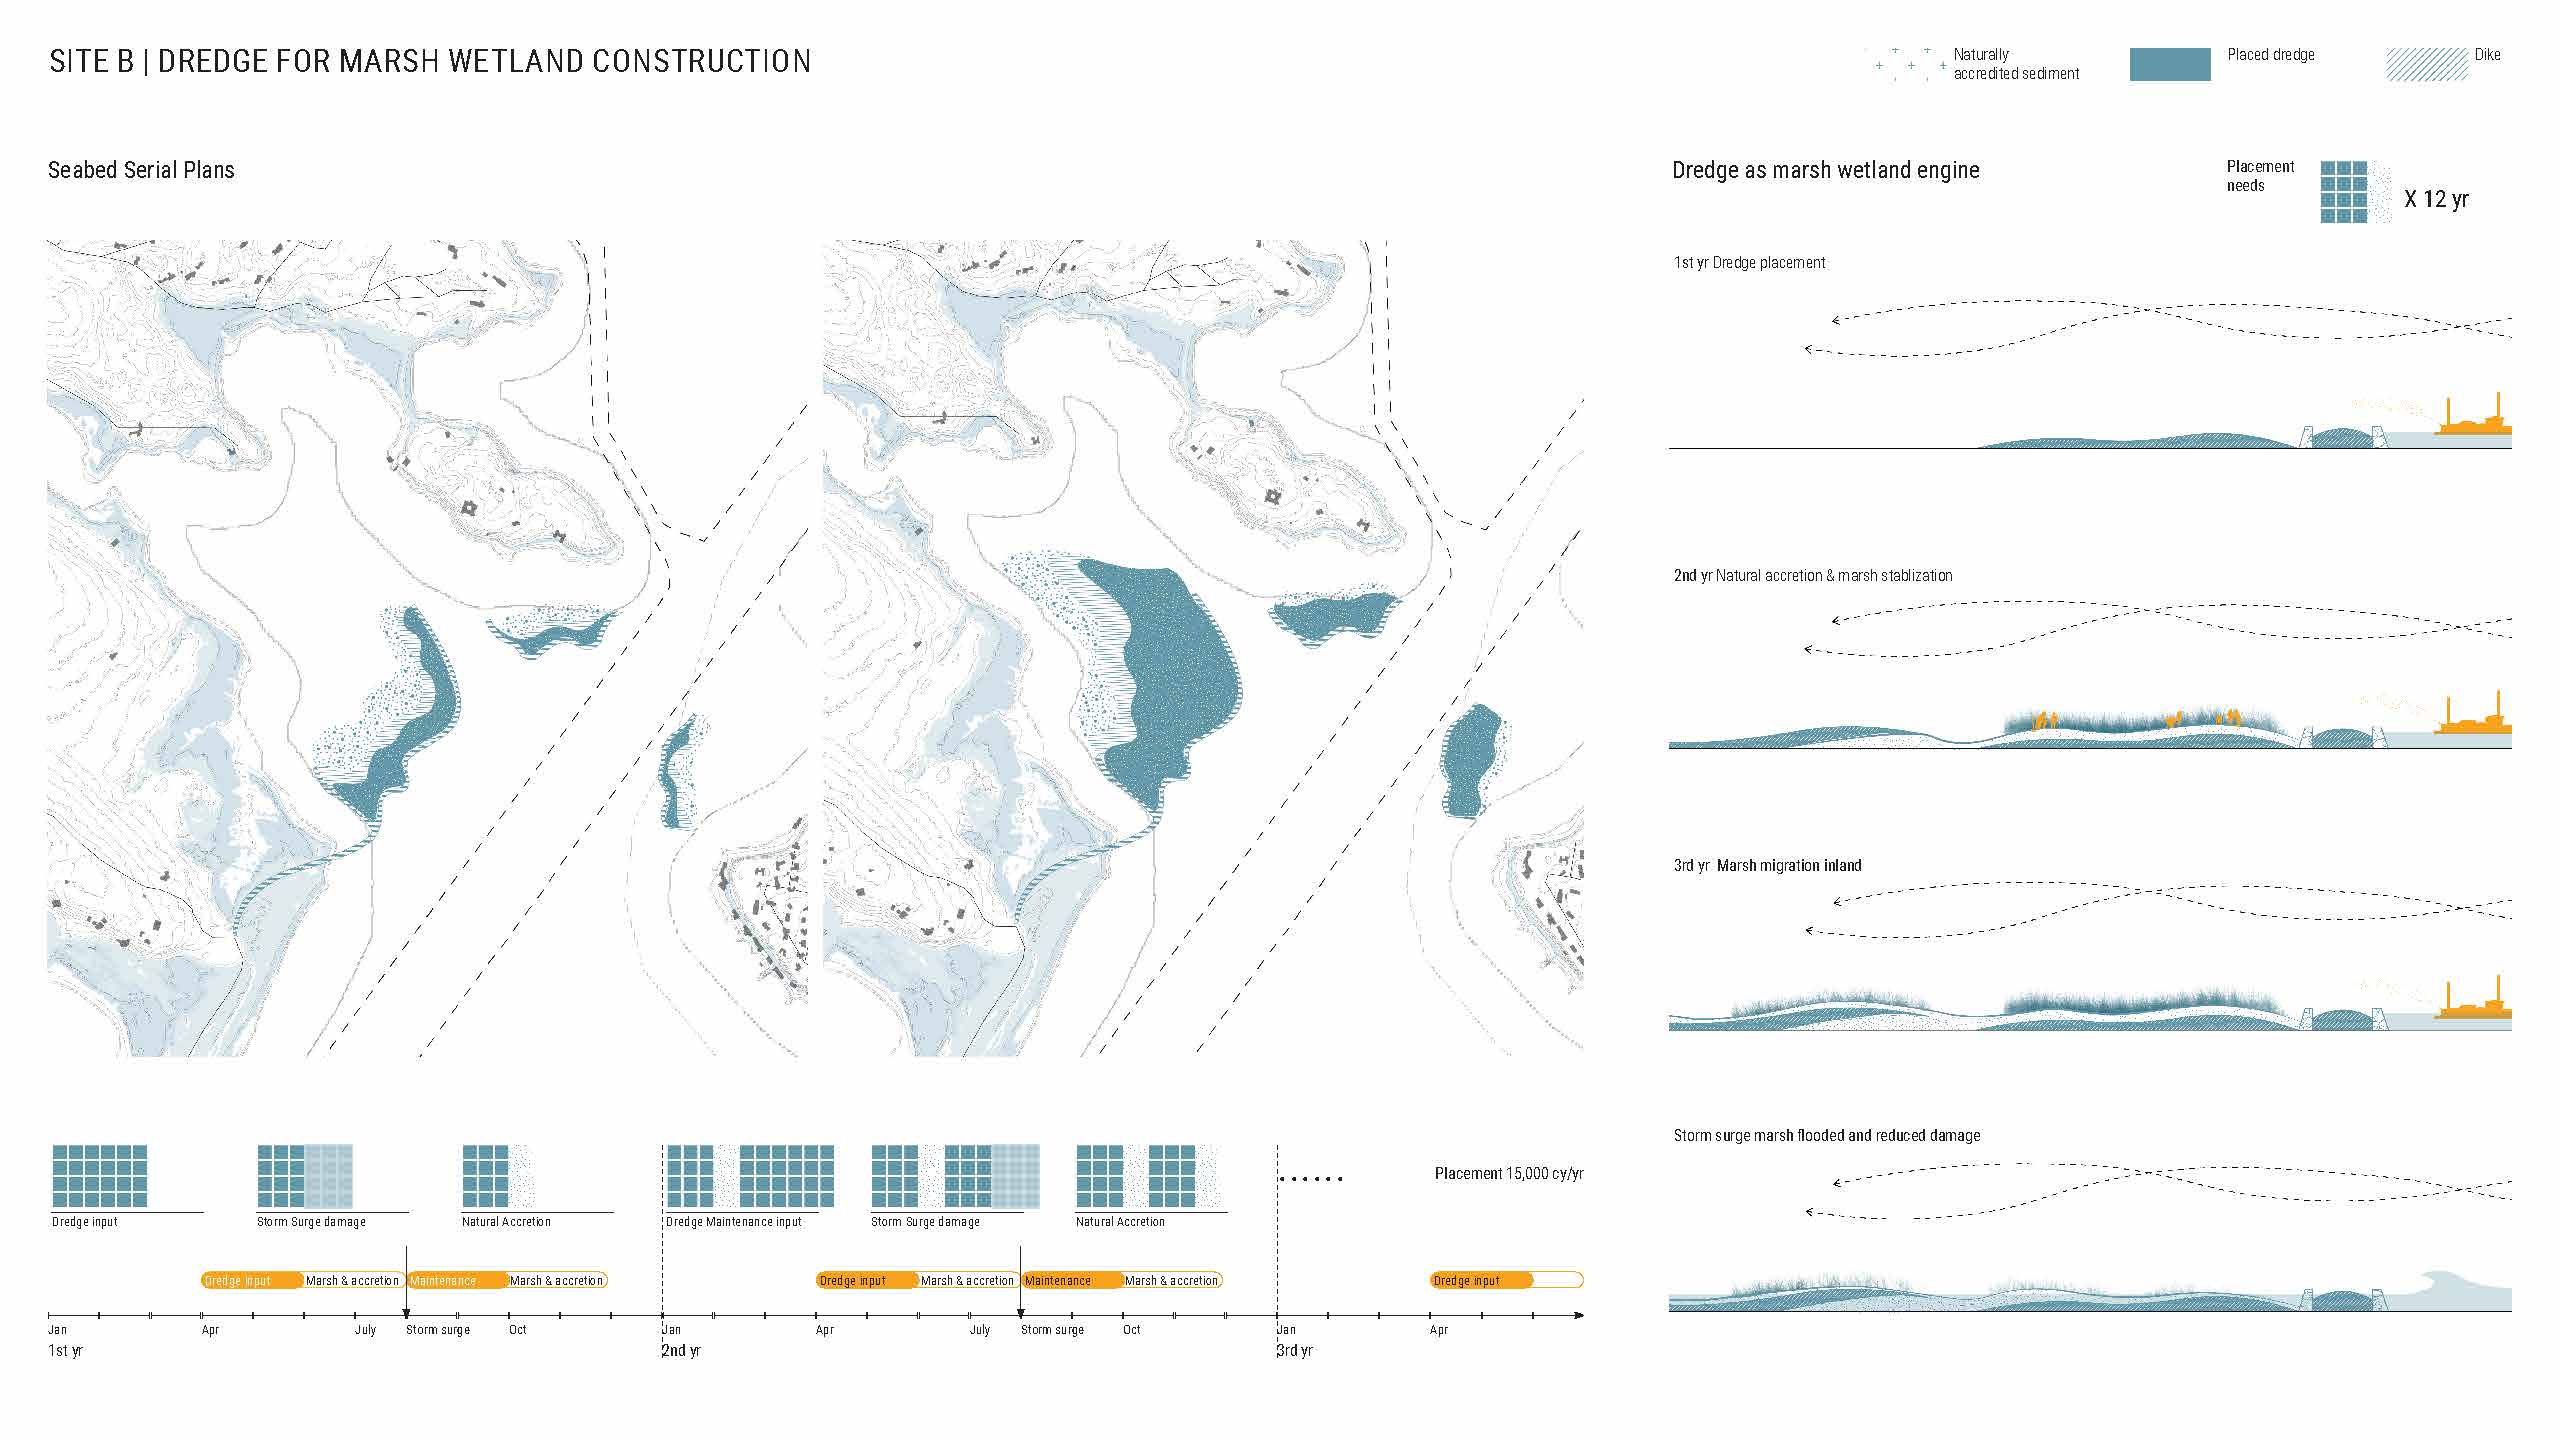 SITE B | DREDGE FOR MARSH WETLAND CONSTRUCTION
Naturally
accredited sediment
Placed dredge
Dike
Seabed Serial Plans
Dredge as marsh wetland engine
Placement
needs
X 12 yr
1st yr Dredge placement
2nd yr Natural accretion & marsh stablization
3rd yr Marsh migration inland
Storm surge marsh flooded and reduced damage
Placement 15,000 cy/yr
Dredge input
Storm Surge damage
Natural Accretion
Dredge Maintenance input
Storm Surge damage
Natural Accretion
Dredge input
Marsh & accretion
Maintenance
Marsh & accretion
Dredge input
Marsh & accretion
Maintenance
Marsh & accretion
Dredge input
Jan
Apr
July
Storm surge
Oct
Jan
Apr
July
Storm surge
Oct
Jan
Apr
1st yr
2nd yr
3rd yr